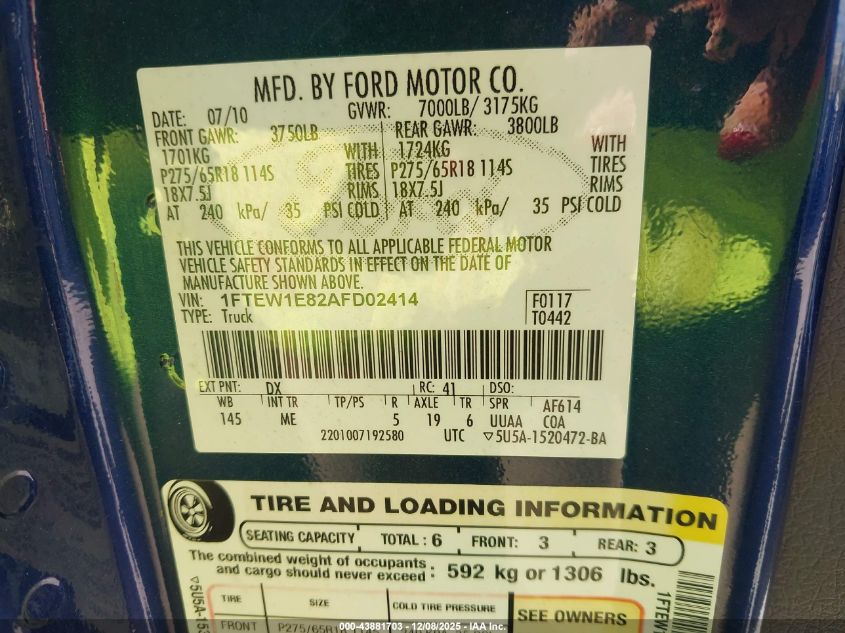 MFD. BY FORD MOTOR CO.
DATE: 07/10 GVWR: 7000LB/ 3175KG
FRONT GAWR: 3750LB REAR GAWR: 3800LB
1701KG WITH 1724KG WITH
P275/65R18 114S TIRES P275/65R18 114S TIRES
18X7.5J RIMS 18X7.5J RIMS
AT 240 kPa/ 35 PSI COLD AT 240 kPa/ 35 PSI COLD
THIS VEHICLE CONFORMS TO ALL APPLICABLE FEDERAL MOTOR
VEHICLE SAFETY STANDARDS IN EFFECT ON THE DATE OF
MANUFACTURE SHOWN ABOVE.
VIN: 1FTEW1E82AFD02414 F0117
TYPE: Truck T0442
EXT PNT: DX RC: 41 DSO:
WB INT TR TP/PS R AXLE TR SPR AF614
145 ME 5 19 6 UUAA COA
2201007192580 UTC ▽5U5A-1520472-BA
TIRE AND LOADING INFORMATION
SEATING CAPACITY TOTAL : 6 FRONT: 3 REAR: 3
The combined weight of occupants
and cargo should never exceed : 592 kg or 1306 lbs.
TIRE SIZE COLD TIRE PRESSURE SEE OWNERS
FRONT P275/65R18 114S
▽5U5A-15
1FTEW
000-43881703 - 12/08/2025 - IAA Inc.